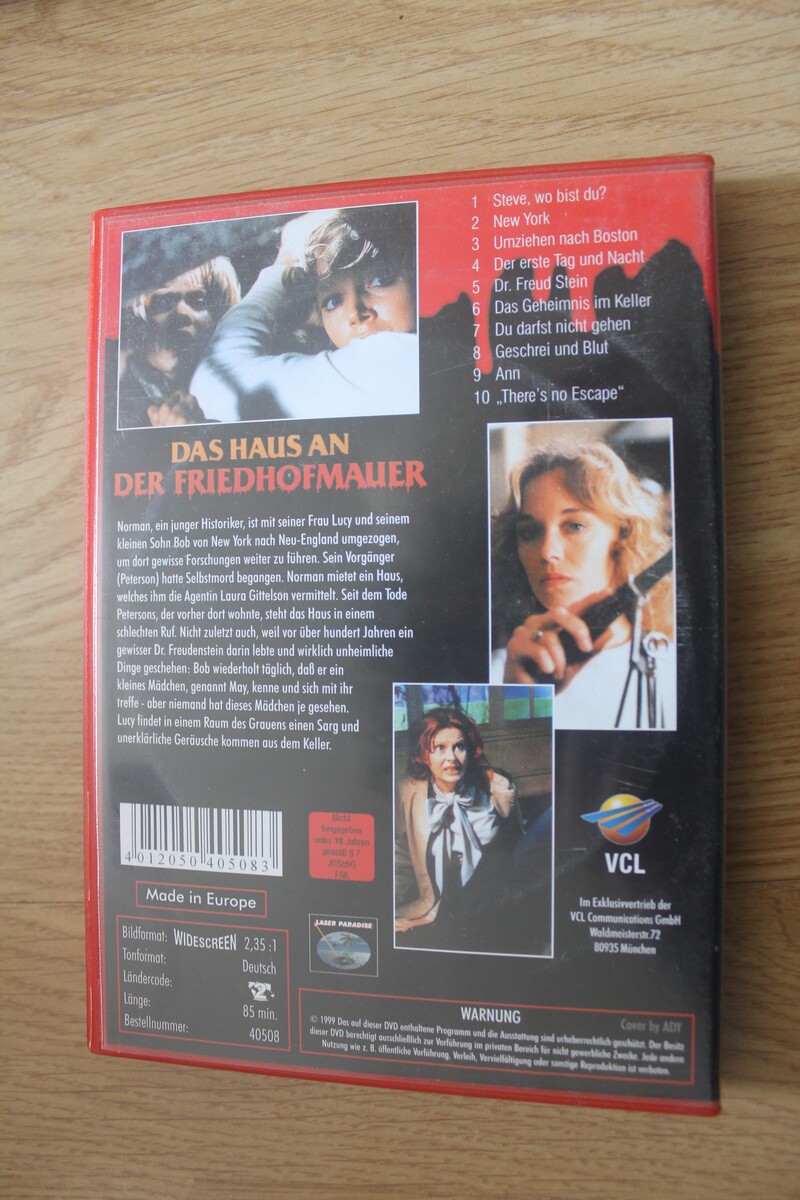 1 Steve, wo bist du?
2 New York
3 Umziehen nach Boston
4 Der erste Tag und Nacht
5 Dr. Freud Stein
6 Das Geheimnis im Keller
7 Du darfst nicht gehen
8 Geschrei und Blut
9 Ann
10 „There's no Escape“
DAS HAUS AN
DER FRIEDHOFMAUER
Norman, ein junger Historiker, ist mit seiner Frau Lucy und seinem
kleinen Sohn Bob von New York nach Neu-England umgezogen,
um dort gewisse Forschungen weiter zu führen. Sein Vorgänger
(Peterson) hatte Selbstmord begangen. Norman mietet ein Haus,
welches ihm die Agentin Laura Gittelson vermittelt. Seit dem Tode
Petersons, der vorher dort wohnte, steht das Haus in einem
schlechten Ruf. Nicht zuletzt auch, weil vor über hundert Jahren ein
gewisser Dr. Freudenstein darin lebte und wirklich unheimliche
Dinge geschehen: Bob wiederholt täglich, daß er ein
kleines Mädchen, genannt May, kenne und sich mit ihr
treffe - aber niemand hat dieses Mädchen je gesehen.
Lucy findet in einem Raum des Grauens einen Sarg und
unerklärliche Geräusche kommen aus dem Keller.
4 012050 405083
Nicht
freigegeben
unter 18 Jahren
gemäß § 7
JÖSchG
FSK
Made in Europe
Bildformat: WIDESCREEN 2,35 :1
Tonformat: Deutsch
Ländercode: 2
Länge: 85 min.
Bestellnummer: 40508
LASER PARADISE
VCL
Im Exklusivvertrieb der
VCL Communications GmbH
Waldmeisterstr.72
80935 München
WARNUNG
Cover by ADY
© 1999 Das auf dieser DVD enthaltene Programm und die Ausstattung sind urheberrechtlich geschützt. Der Besitz
dieser DVD berechtigt ausschließlich zur Vorführung im privaten Bereich für nicht gewerbliche Zwecke. Jede andere
Nutzung wie z. B. öffentliche Vorführung, Verleih, Vervielfältigung oder sonstige Reproduktion ist verboten.